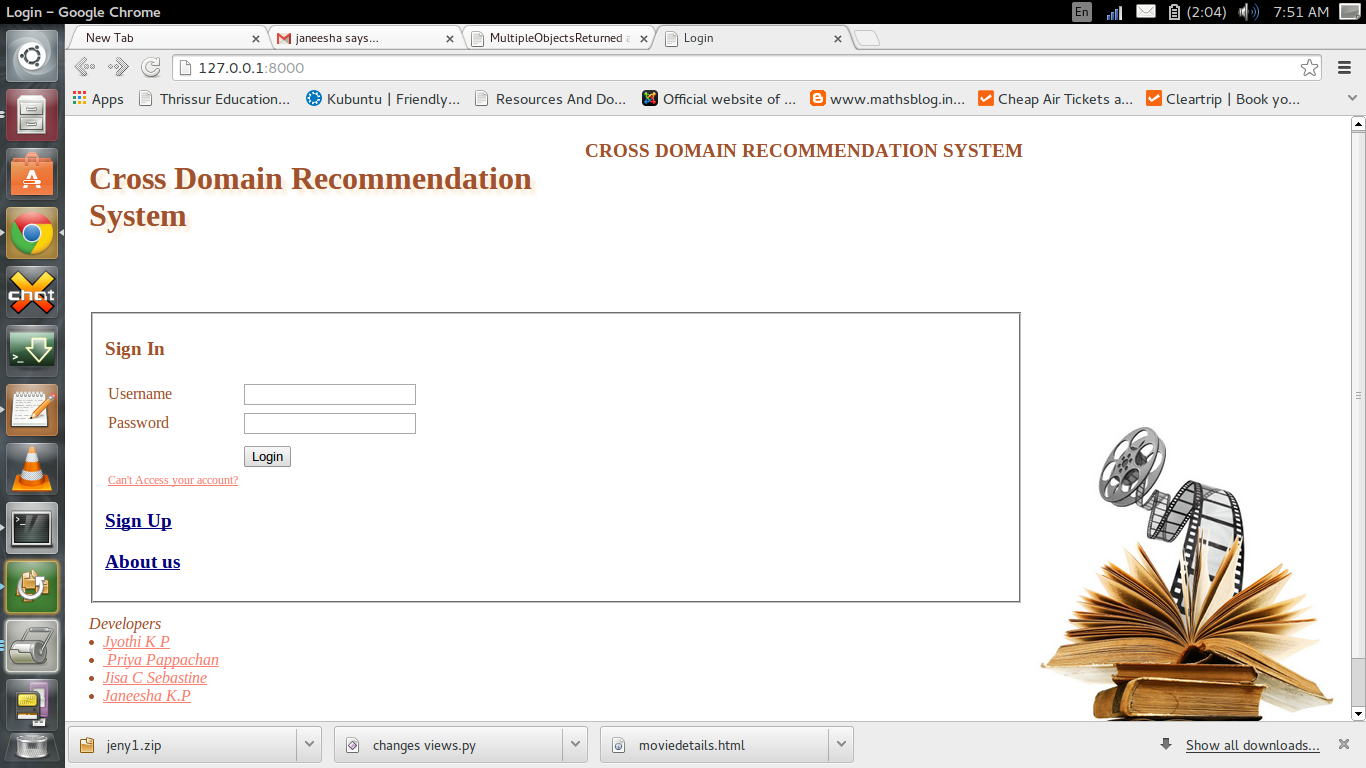 Login - Google Chrome
En
(2:04)
7:51 AM
New Tab
janeesha says...
MultipleObjectsReturned a
Login
127.0.0.1:8000
Apps
Thrissur Education...
Kubuntu | Friendly...
Resources And Do...
Official website of ...
www.mathsblog.in...
Cheap Air Tickets a...
Cleartrip | Book yo...
CROSS DOMAIN RECOMMENDATION SYSTEM
Cross Domain Recommendation
System
Sign In
Username
Password
Login
Can't Access your account?
Sign Up
About us
Developers
Jyothi K P
Priya Pappachan
Jisa C Sebastine
Janeesha K.P
chat
jeny1.zip
changes views.py
moviedetails.html
Show all downloads...